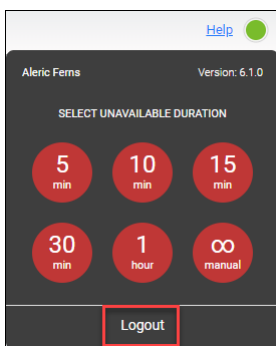 Help
Aleric Ferns Version: 6.1.0
SELECT UNAVAILABLE DURATION
5 10 15
min min min
30 1 ∞
min hour manual
Logout